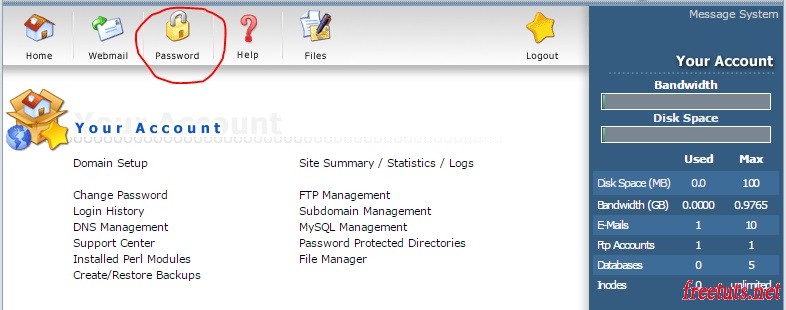 Message System
Home
Webmail
Password
Help
Files
Logout
Your Account
Your Account
Domain Setup
Site Summary / Statistics / Logs
Change Password
FTP Management
Login History
Subdomain Management
DNS Management
MySQL Management
Support Center
Password Protected Directories
Installed Perl Modules
File Manager
Create/Restore Backups
Bandwidth
Disk Space
Used Max
Disk Space (MB) 0.0 100
Bandwidth (GB) 0.0000 0.9765
E-Mails 1 10
Ftp Accounts 1 1
Databases 0 5
Inodes 0 unlimited
freetuts.net